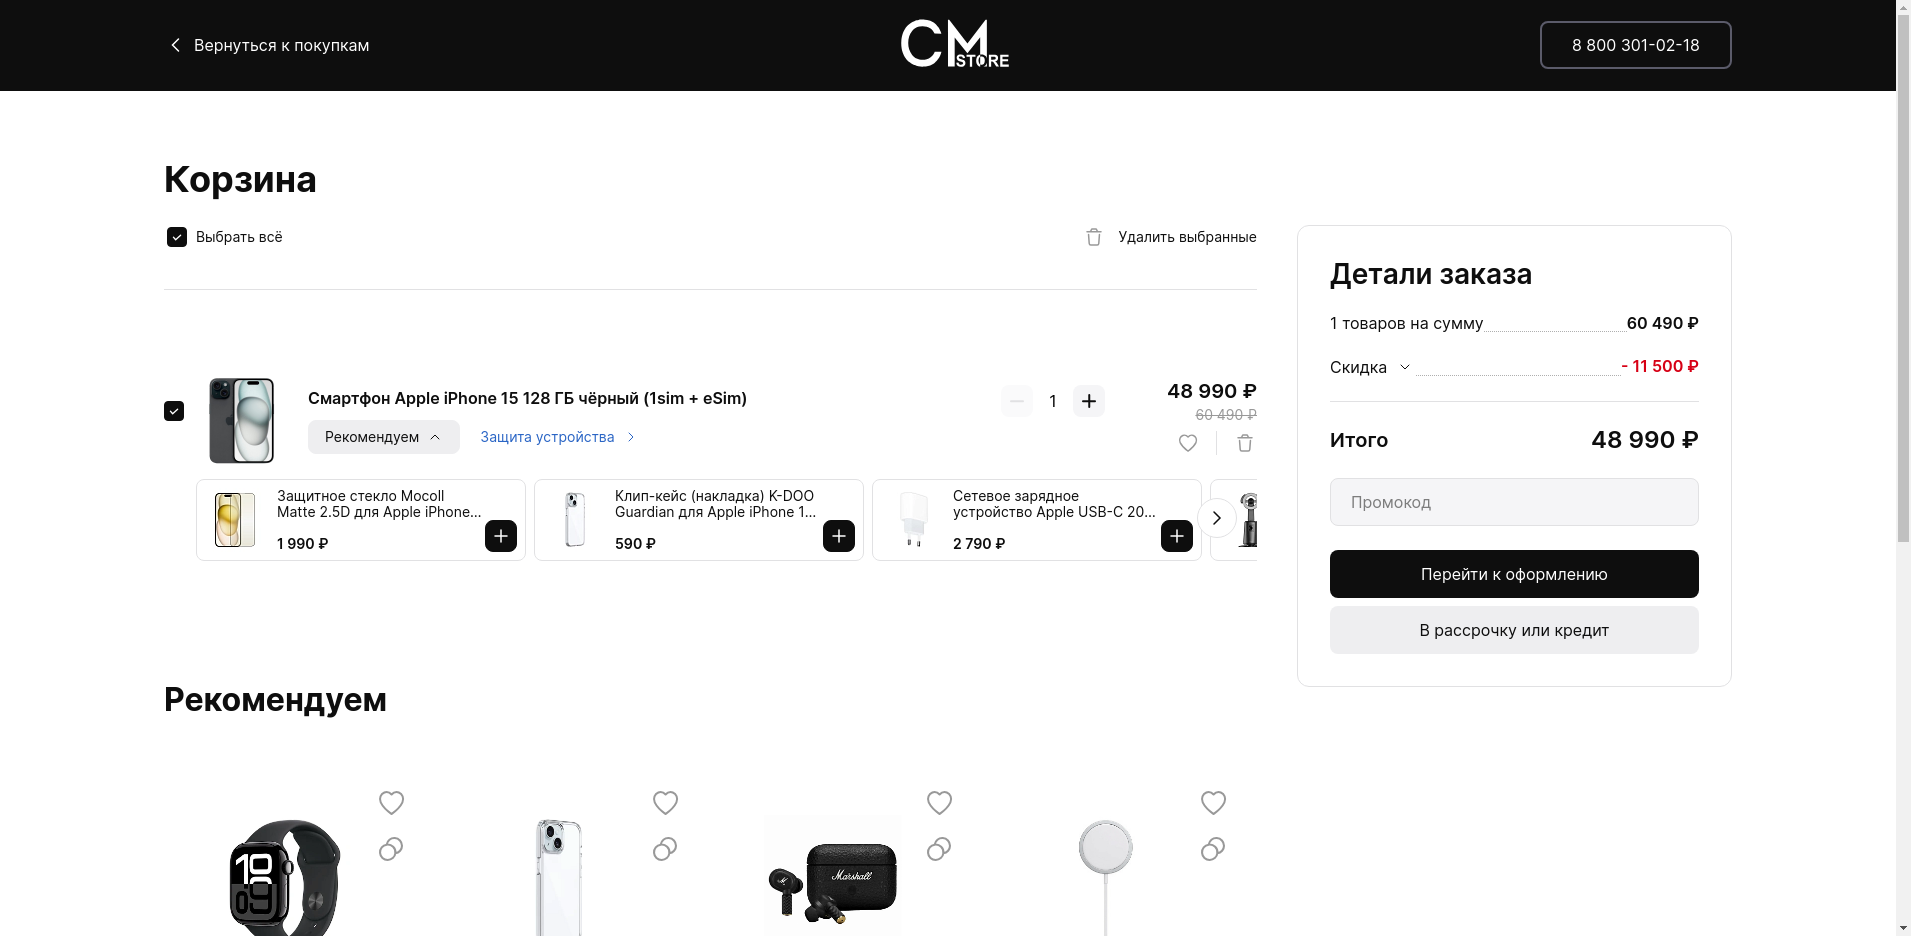 Вернуться к покупкам
CM
STORE
8 800 301-02-18
Корзина
Выбрать всё
Удалить выбранные
Смартфон Apple iPhone 15 128 ГБ чёрный (1sim + eSim)
1
48 990 ₽
60 490 ₽
Рекомендуем
Защита устройства
Защитное стекло Mocoll
Matte 2.5D для Apple iPhone...
1 990 ₽
Клип-кейс (накладка) K-DOO
Guardian для Apple iPhone 1...
590 ₽
Сетевое зарядное
устройство Apple USB-C 20...
2 790 ₽
Детали заказа
1 товаров на сумму 60 490 ₽
Скидка - 11 500 ₽
Итого 48 990 ₽
Промокод
Перейти к оформлению
В рассрочку или кредит
Рекомендуем
10
09
Marshall